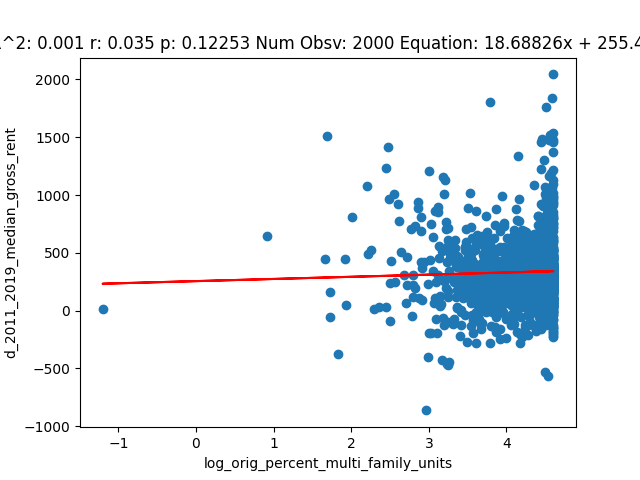 ^2: 0.001 r: 0.035 p: 0.12253 Num Obsv: 2000 Equation: 18.68826x + 255.4
2000
1500
1000
500
0
−500
−1000
d_2011_2019_median_gross_rent
−1 0 1 2 3 4
log_orig_percent_multi_family_units